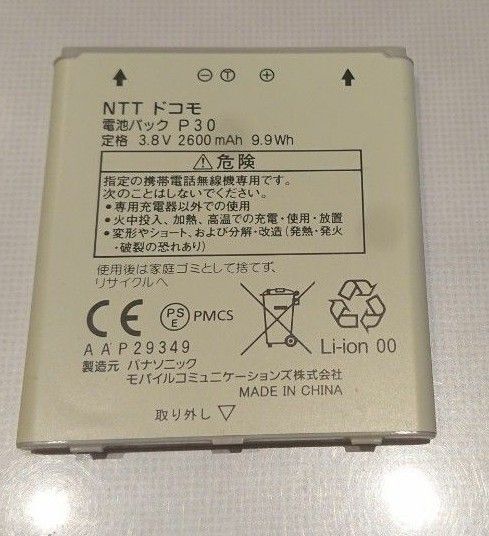 ⊖ Ⓣ ⊕
NTT ドコモ
電池パック P30
定格 3.8V 2600mAh 9.9Wh
⚠危険
指定の携帯電話無線機専用です。
次のことはしないでください。
・専用充電器以外での使用
・火中投入、加熱、高温での充電・使用・放置
・変形やショート、および分解・改造(発熱・発火
・破裂の恐れあり)
使用後は家庭ゴミとして捨てず、
リサイクルへ
CE PSE PMCS
Li-ion 00
AAP29349
製造元 パナソニック
モバイルコミュニケーションズ株式会社
MADE IN CHINA
取り外し ▽